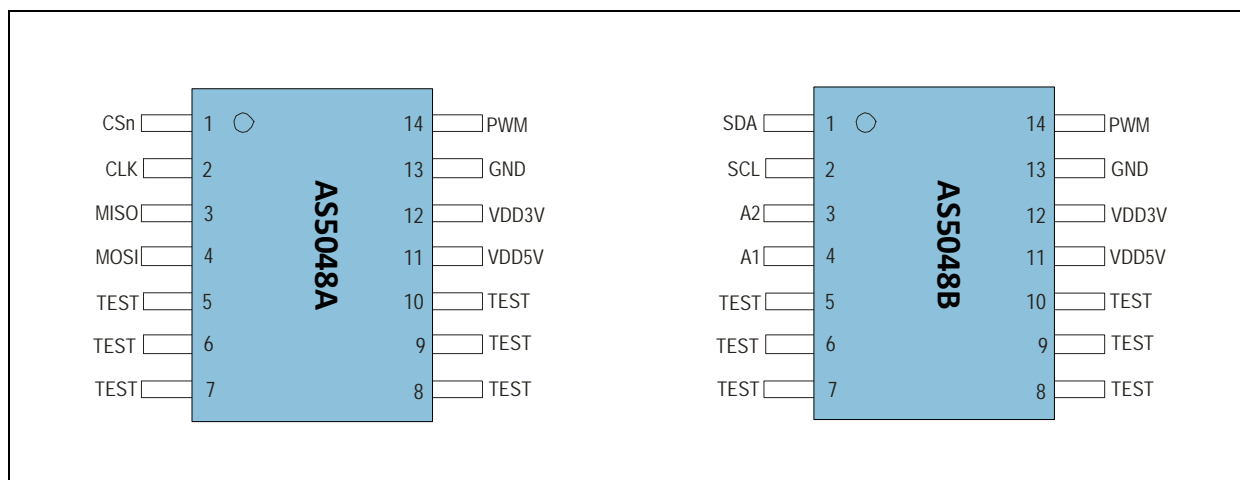 CSn 1 14 PWM
CLK 2 13 GND
MISO 3 12 VDD3V
MOSI 4 11 VDD5V
TEST 5 10 TEST
TEST 6 9 TEST
TEST 7 8 TEST
AS5048A
SDA 1 14 PWM
SCL 2 13 GND
A2 3 12 VDD3V
A1 4 11 VDD5V
TEST 5 10 TEST
TEST 6 9 TEST
TEST 7 8 TEST
AS5048B